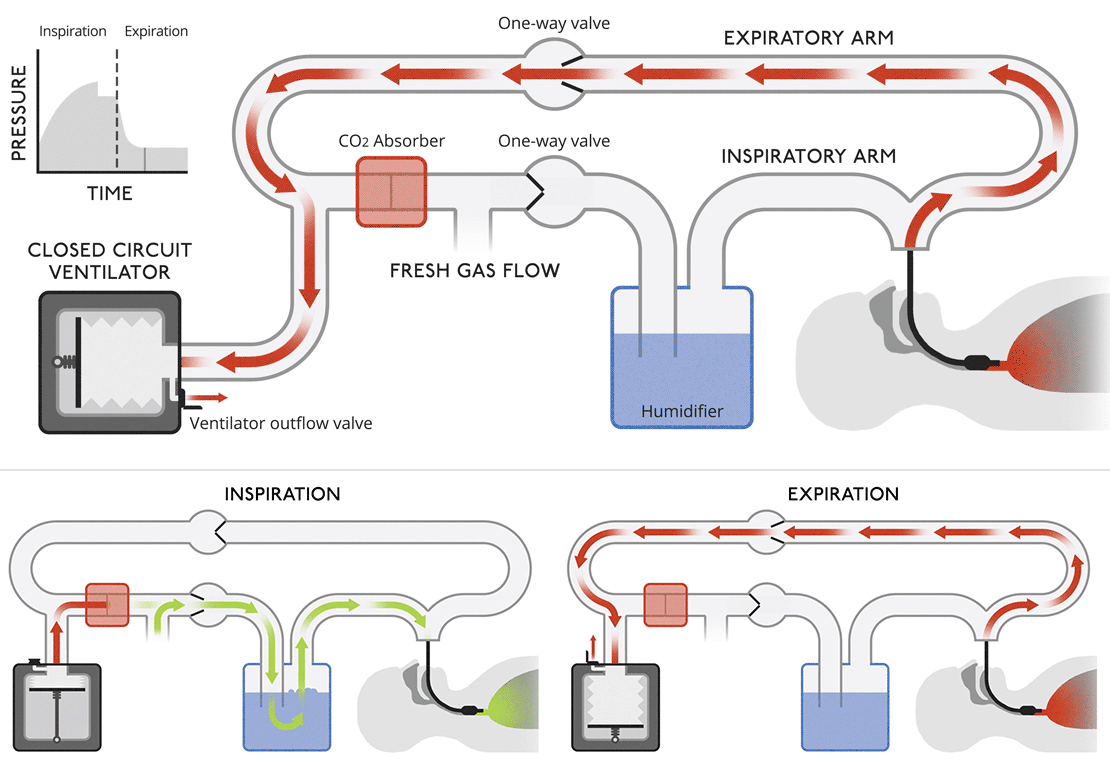 Inspiration
Expiration
PRESSURE
TIME
One-way valve
EXPIRATORY ARM
CO2 Absorber
One-way valve
INSPIRATORY ARM
CLOSED CIRCUIT
VENTILATOR
FRESH GAS FLOW
Humidifier
Ventilator outflow valve
INSPIRATION
EXPIRATION